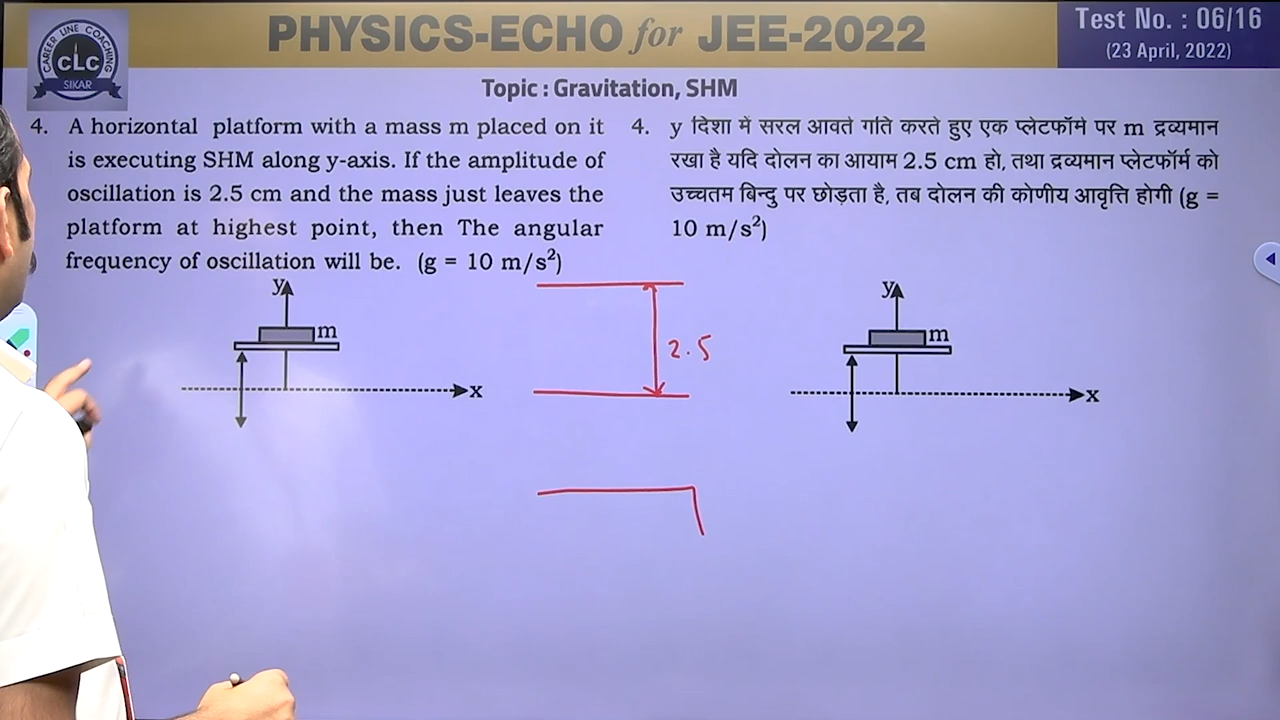 PHYSICS-ECHO for JEE-2022
Test No. : 06/16
(23 April, 2022)
CAREER LINE COACHING
CLC
SIKAR
Topic : Gravitation, SHM
4. A horizontal platform with a mass m placed on it
is executing SHM along y-axis. If the amplitude of
oscillation is 2.5 cm and the mass just leaves the
platform at highest point, then The angular
frequency of oscillation will be. (g = 10 m/s²)
4. y दिशा में सरल आवर्त गति करते हुए एक प्लेटफॉर्म पर m द्रव्यमान
रखा है यदि दोलन का आयाम 2.5 cm हो, तथा द्रव्यमान प्लेटफॉर्म को
उच्चतम बिन्दु पर छोड़ता है, तब दोलन की कोणीय आवृत्ति होगी (g =
10 m/s²)
y
m
x
2.5
y
m
x